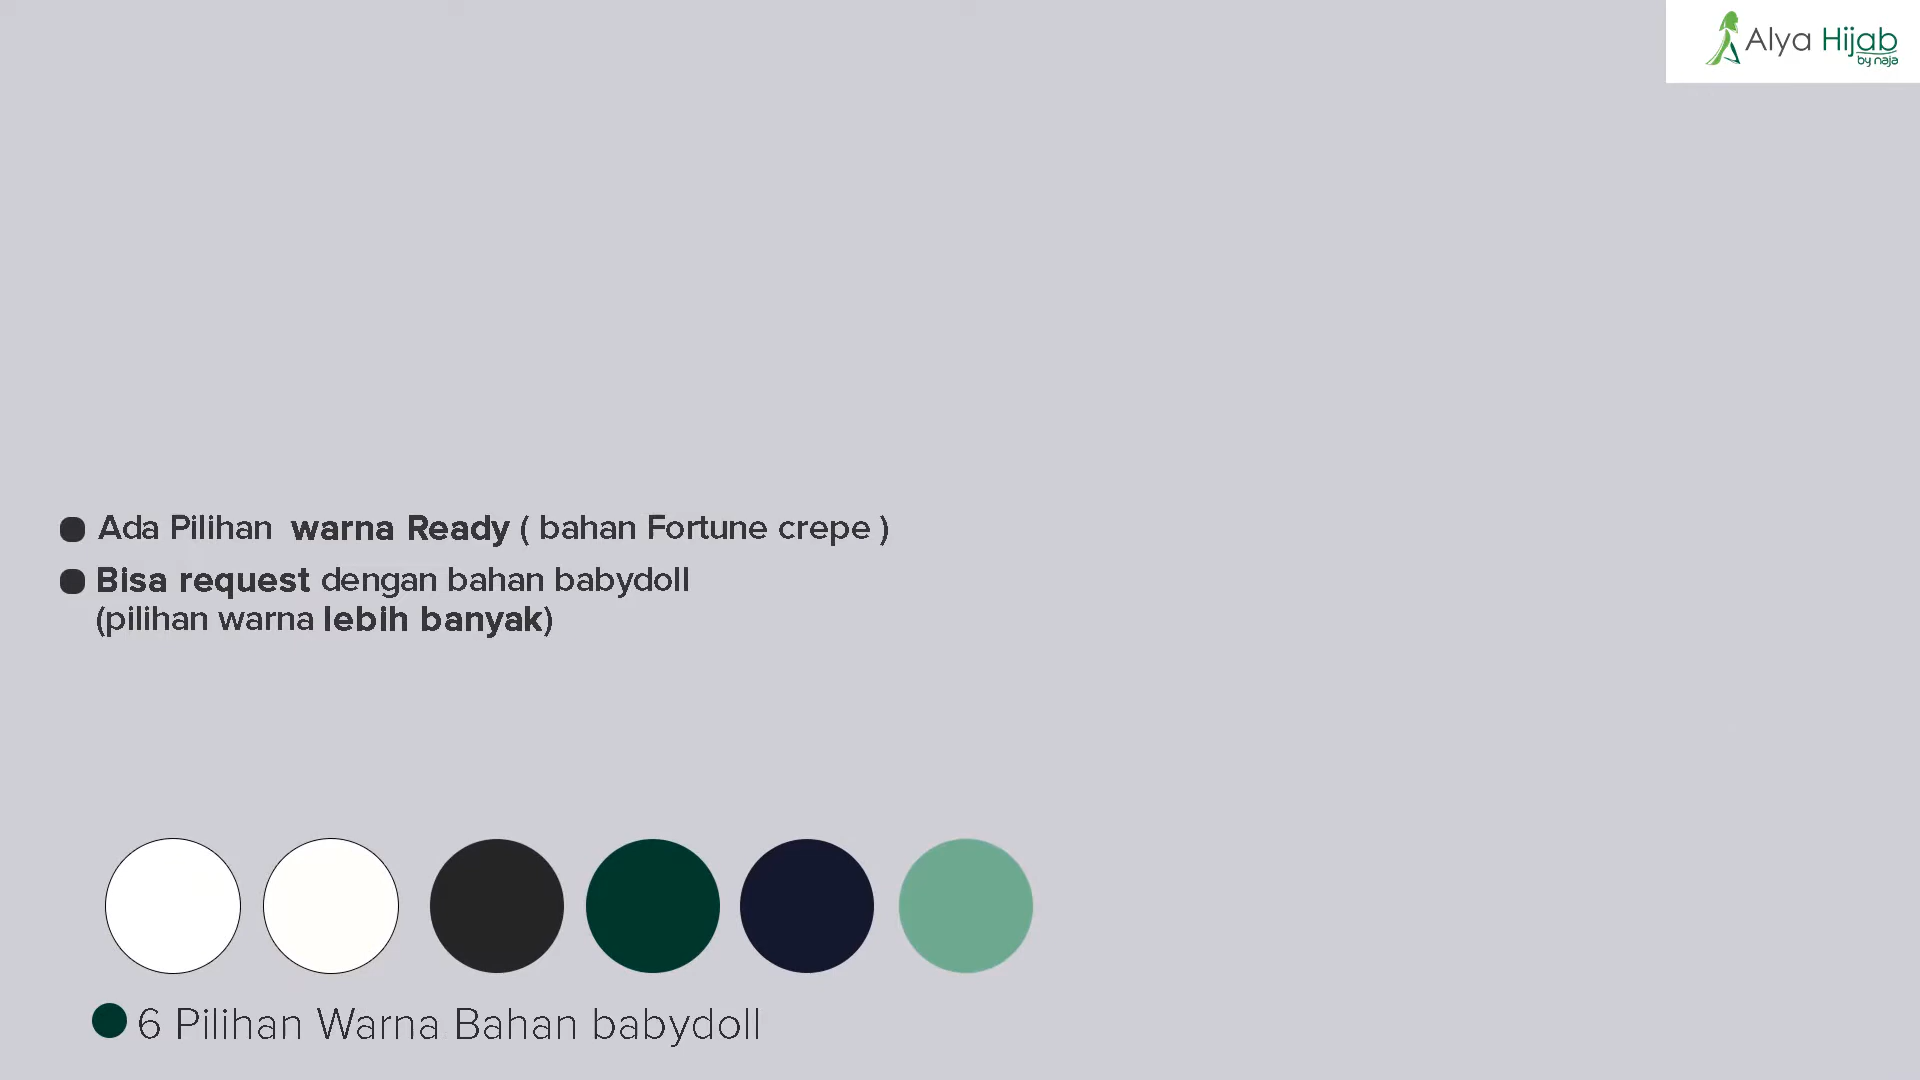 Alya Hijab
by naja
Ada Pilihan warna Ready ( bahan Fortune crepe )
Bisa request dengan bahan babydoll
(pilihan warna lebih banyak)
6 Pilihan Warna Bahan babydoll